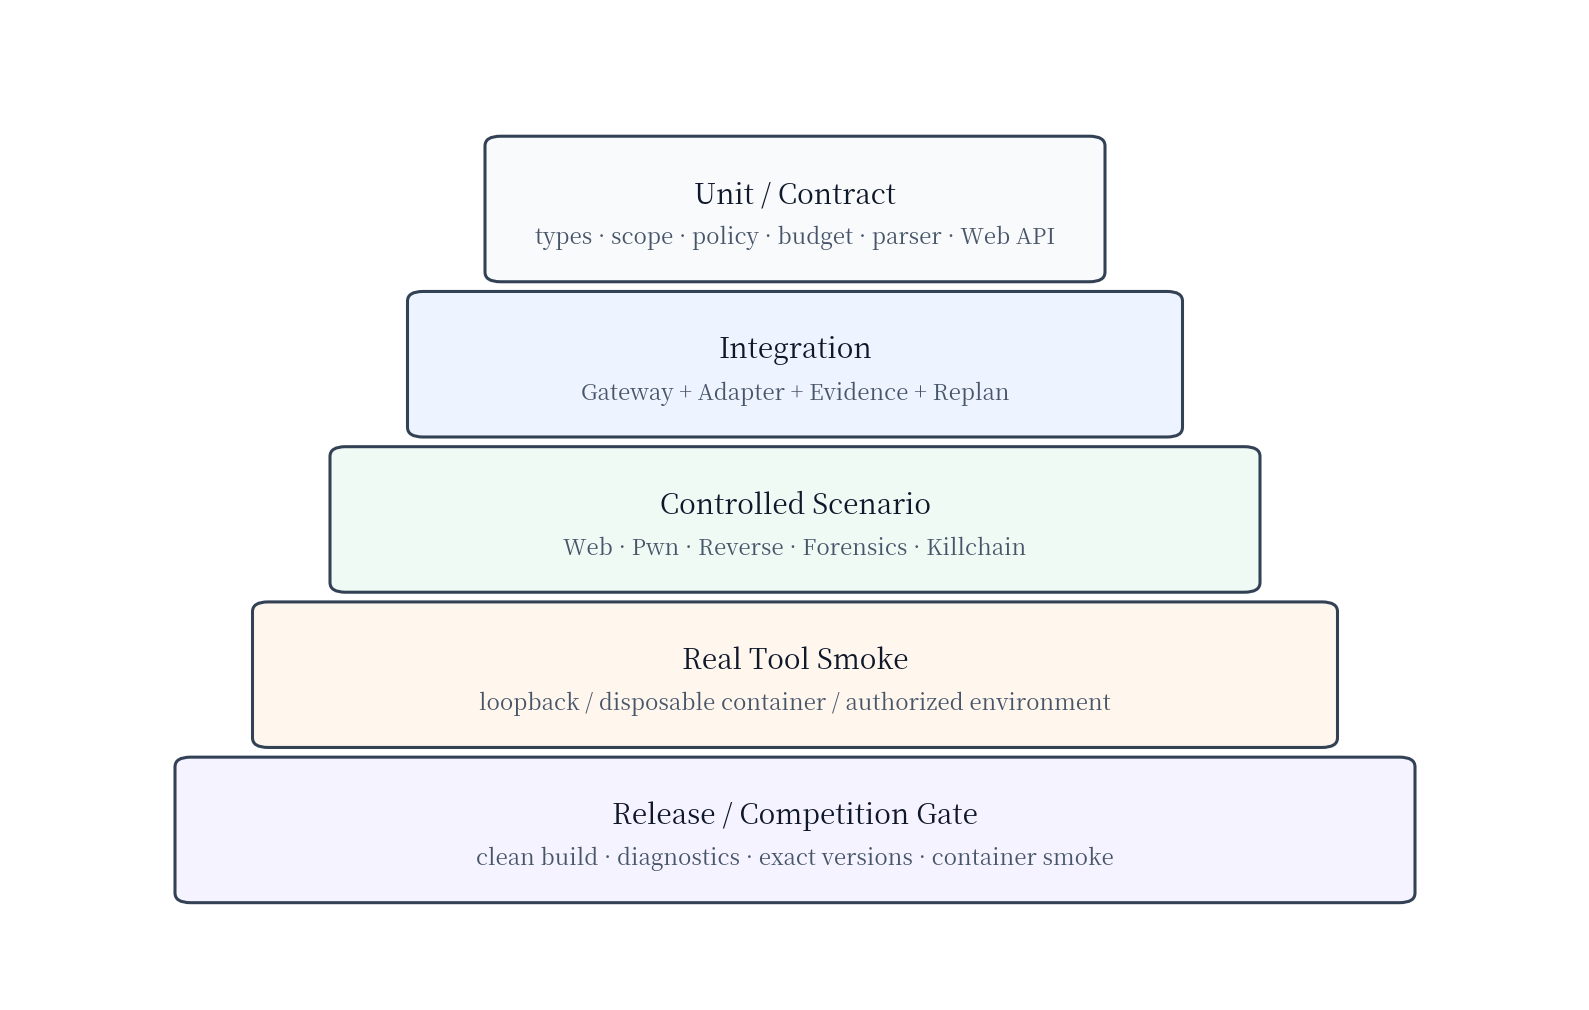 Unit / Contract
types · scope · policy · budget · parser · Web API
Integration
Gateway + Adapter + Evidence + Replan
Controlled Scenario
Web · Pwn · Reverse · Forensics · Killchain
Real Tool Smoke
loopback / disposable container / authorized environment
Release / Competition Gate
clean build · diagnostics · exact versions · container smoke